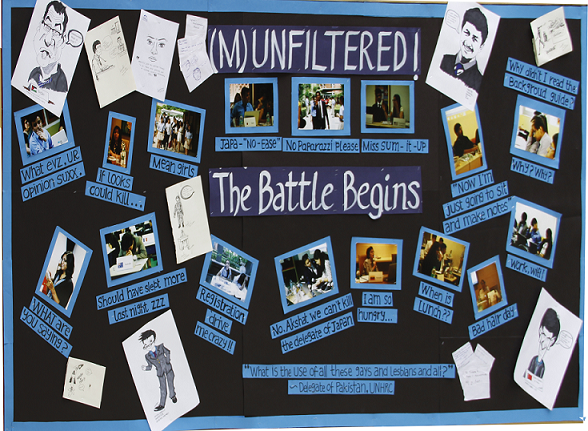 (M)UNFILTERED!
Why didn't I read the
Background guide?
What evz. UR
opinion suxx..
If looks
could kill...
Mean girls
Japa-"No-Ease"
No Paparazzi Please
Miss SUM-it-UP
"Now I'm
just going to sit
and make notes"
Why? Why?
The Battle Begins
WHAT are
you saying??
Should have slept more
last night zzz
Registration
drive
me crazy!!
No. Akshat we can't kill
the delegate of Japan
I am so
hungry...
When is
Lunch??
Bad hair day
Work, we!!
"What is the use of all these gays and Lesbians and all?"
~ Delegate of Pakistan, UNHRC